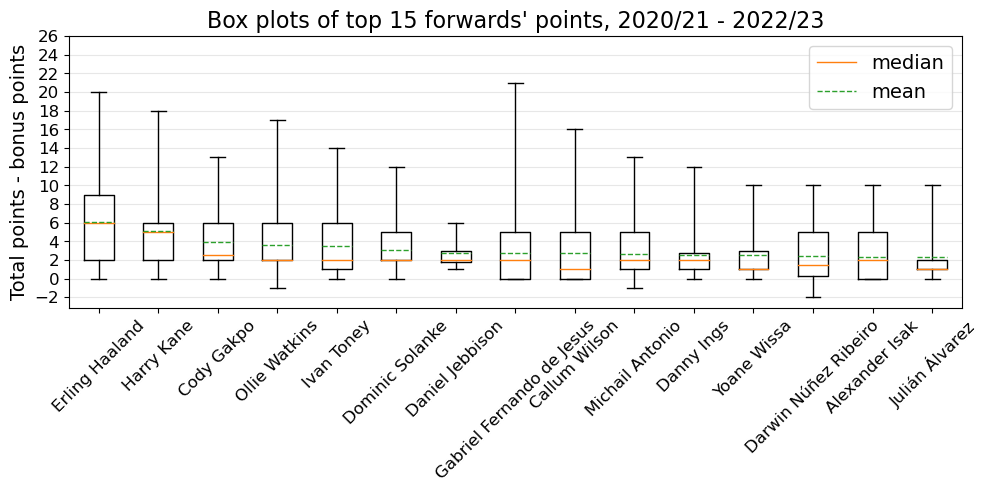 Box plots of top 15 forwards' points, 2020/21 - 2022/23
Total points - bonus points
26
24
22
20
18
16
14
12
10
8
6
4
2
0
−2
median
mean
Erling Haaland
Harry Kane
Cody Gakpo
Ollie Watkins
Ivan Toney
Dominic Solanke
Daniel Jebbison
Gabriel Fernando de Jesus
Callum Wilson
Michail Antonio
Danny Ings
Yoane Wissa
Darwin Núñez Ribeiro
Alexander Isak
Julián Álvarez